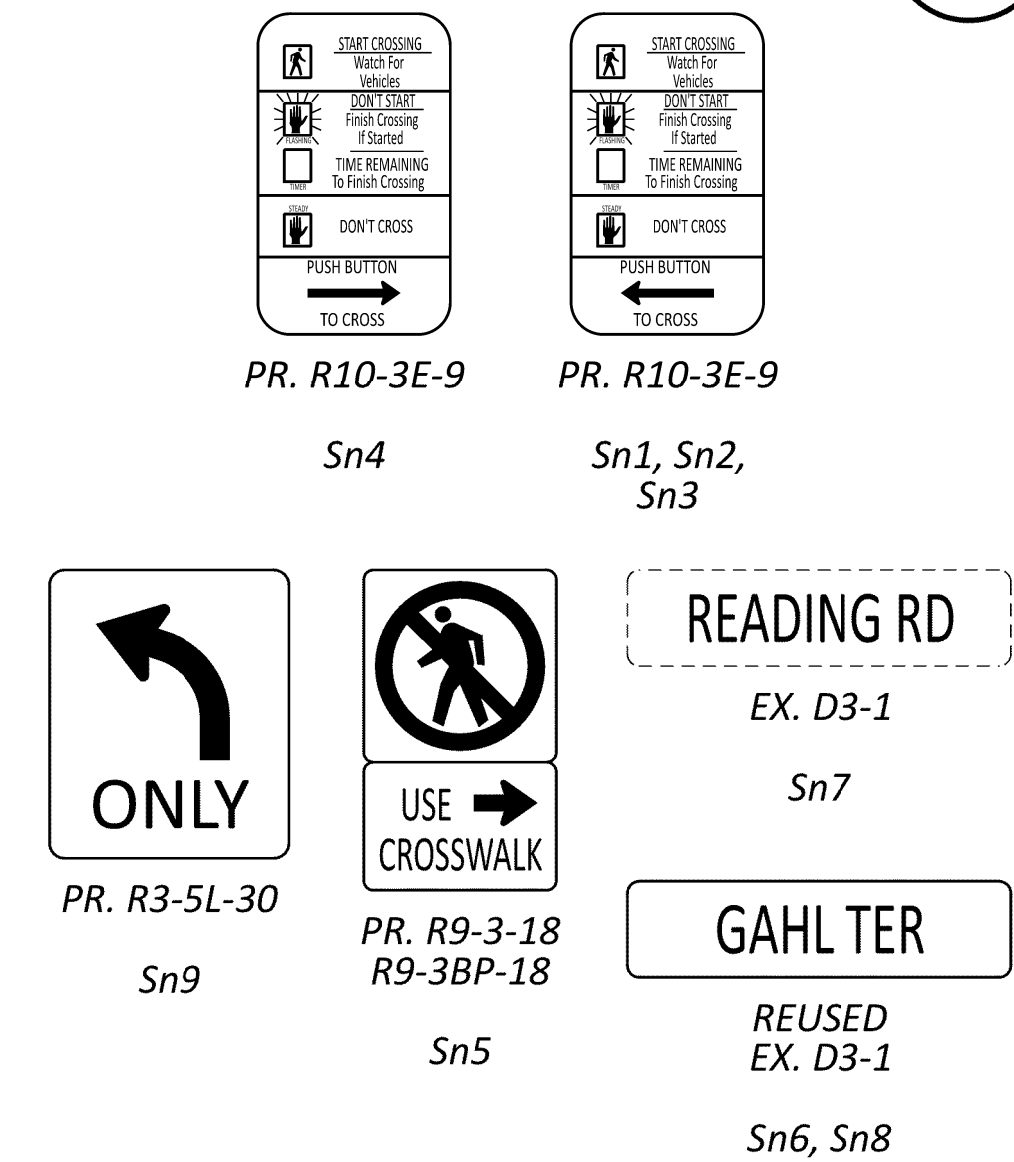 START CROSSING
Watch For
Vehicles
DON'T START
Finish Crossing
If Started
FLASHING
TIME REMAINING
To Finish Crossing
TIMER
STEADY
DON'T CROSS
PUSH BUTTON
TO CROSS
PR. R10-3E-9
Sn4
START CROSSING
Watch For
Vehicles
DON'T START
Finish Crossing
If Started
FLASHING
TIME REMAINING
To Finish Crossing
TIMER
STEADY
DON'T CROSS
PUSH BUTTON
TO CROSS
PR. R10-3E-9
Sn1, Sn2,
Sn3
ONLY
PR. R3-5L-30
Sn9
USE
CROSSWALK
PR. R9-3-18
R9-3BP-18
Sn5
READING RD
EX. D3-1
Sn7
GAHL TER
REUSED
EX. D3-1
Sn6, Sn8